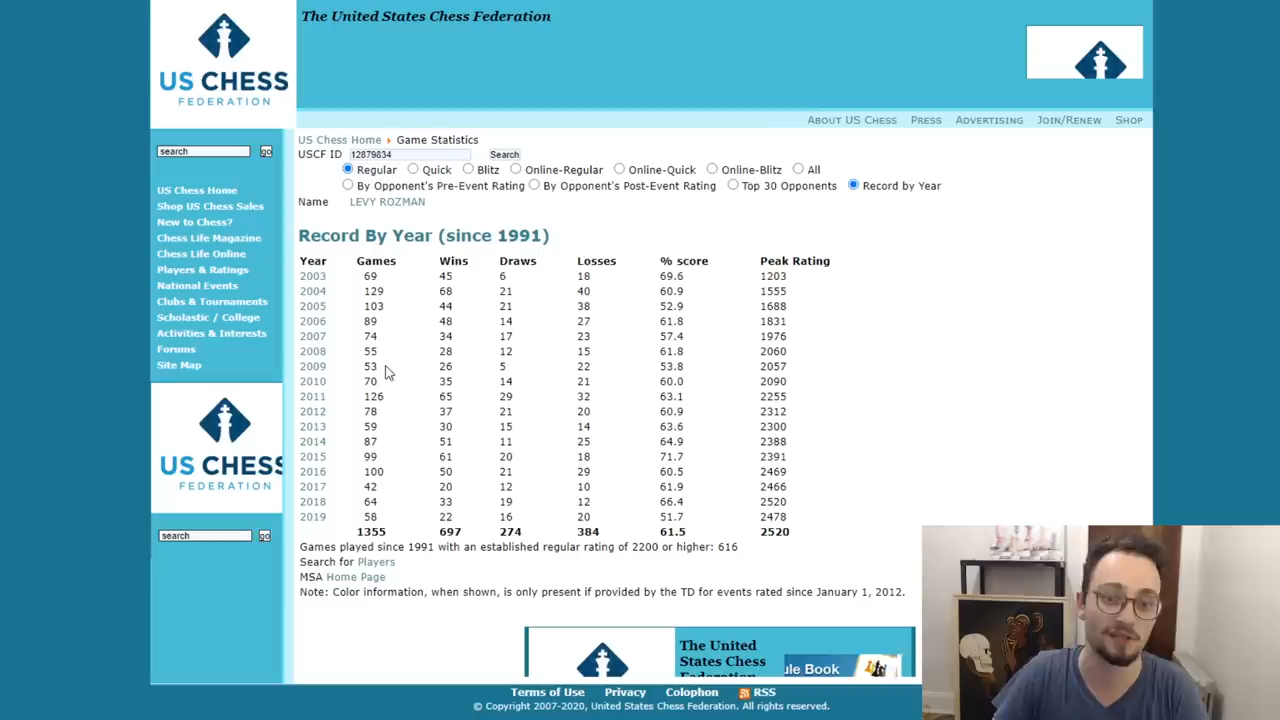 The United States Chess Federation
US CHESS
FEDERATION
About US Chess Press Advertising Join/Renew Shop
US Chess Home Game Statistics
USCF ID 12879834 Search
search go
Regular Quick Blitz Online-Regular Online-Quick Online-Blitz All
By Opponent's Pre-Event Rating By Opponent's Post-Event Rating Top 30 Opponents Record by Year
Name LEVY ROZMAN
US Chess Home
Shop US Chess Sales
New to Chess?
Chess Life Magazine
Chess Life Online
Players & Ratings
National Events
Clubs & Tournaments
Scholastic / College
Activities & Interests
Forums
Site Map
Record By Year (since 1991)
Year Games Wins Draws Losses % score Peak Rating
2003 69 45 6 18 69.6 1203
2004 129 68 21 40 60.9 1555
2005 103 44 21 38 52.9 1688
2006 89 48 14 27 61.8 1831
2007 74 34 17 23 57.4 1976
2008 55 28 12 15 61.8 2060
2009 53 26 5 22 53.8 2057
2010 70 35 14 21 60.0 2090
2011 126 65 29 32 63.1 2255
2012 78 37 21 20 60.9 2312
2013 59 30 15 14 63.6 2300
2014 87 51 11 25 64.9 2388
2015 99 61 20 18 71.7 2391
2016 100 50 21 29 60.5 2469
2017 42 20 12 10 61.9 2466
2018 64 33 19 12 66.4 2520
2019 58 22 16 20 51.7 2478
1355 697 274 384 61.5 2520
US CHESS
FEDERATION
search go
Games played since 1991 with an established regular rating of 2200 or higher: 616
Search for Players
MSA Home Page
Note: Color information, when shown, is only present if provided by the TD for events rated since January 1, 2012.
The United
States Chess
Federation
ule Book
Terms of Use Privacy Colophon RSS
© Copyright 2007-2020, United States Chess Federation. All rights reserved.